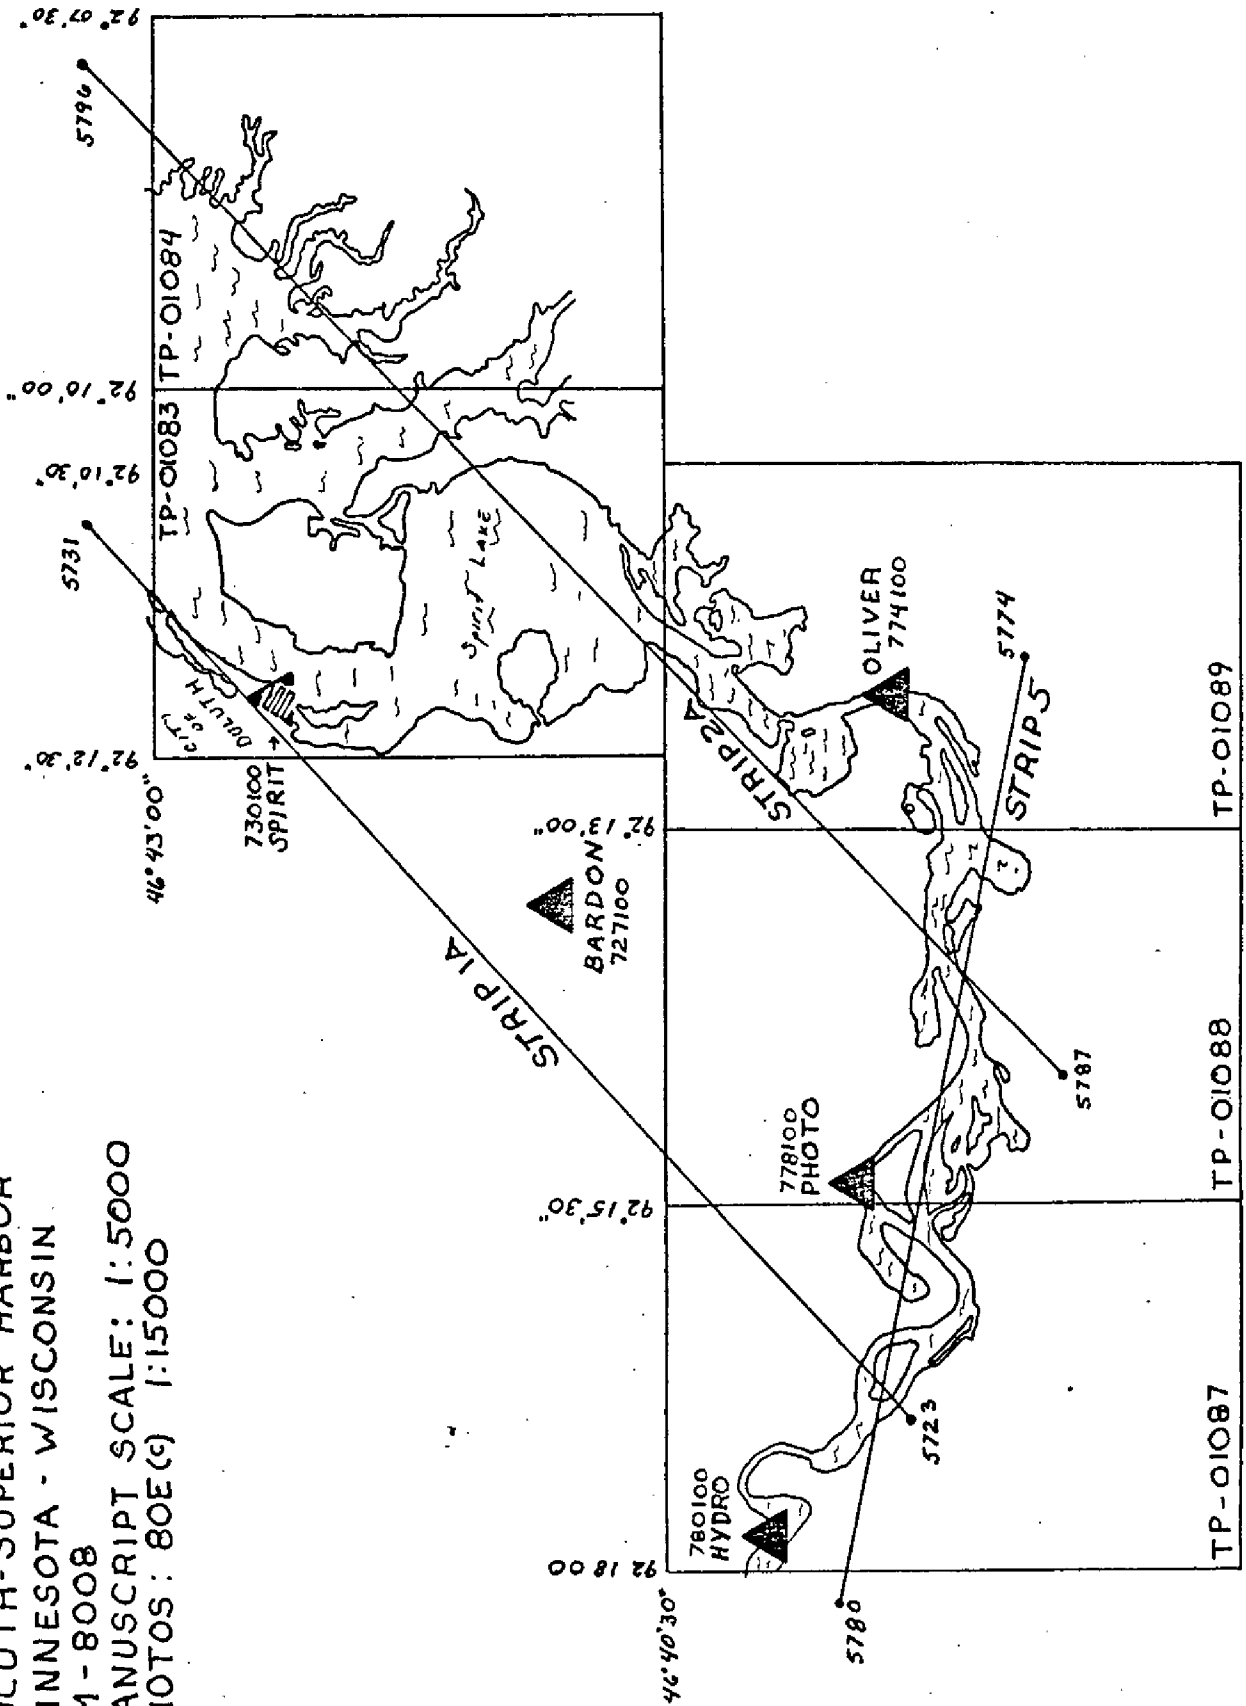 LUTH-SUPERIOR HARBOR
INNESOTA - WISCONSIN
M-8008
ANUSCRIPT SCALE: 1:5000
HOTOS: 80E(c) 1:15000
92° 07' 30"
92° 10' 00"
92° 10' 30"
92° 12' 30"
46° 43' 00"
5796
5731
TP-01084
TP-01083
CITY
OF
DULUTH
730100
SPIRIT
Spirit Lake
STRIP 1A
BARDON
727100
92° 13' 00"
STRIP 2A
OLIVER
774100
5774
STRIP 5
TP-01089
92° 15' 30"
778100
PHOTO
5787
TP-01088
92 18 00
46° 40' 30"
780100
HYDRO
5723
5780
TP-01087